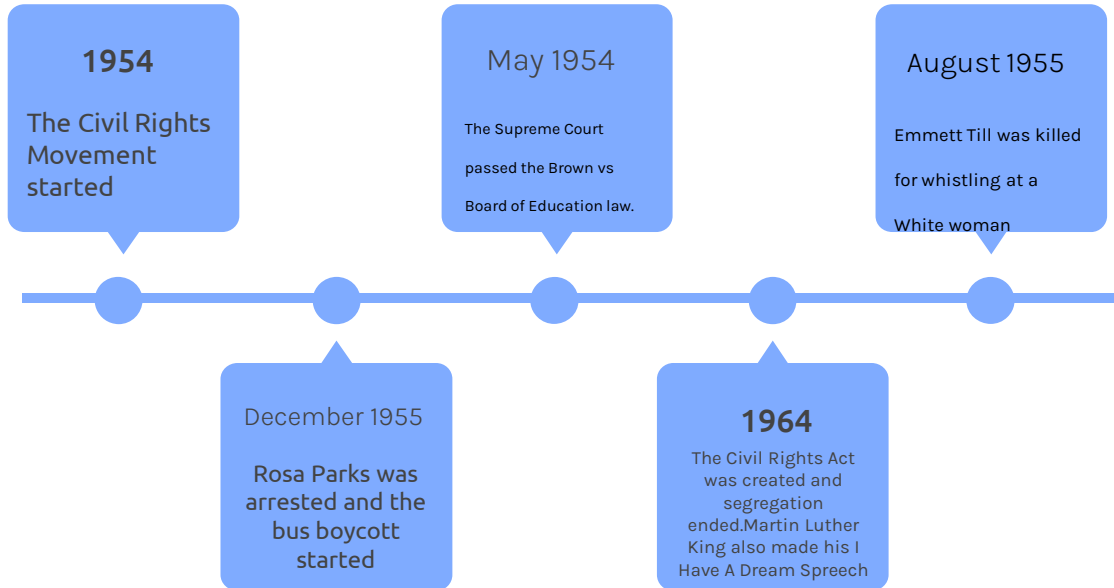 1954
The Civil Rights
Movement
started
December 1955
Rosa Parks was
arrested and the
bus boycott
started
May 1954
The Supreme Court
passed the Brown vs
Board of Education law.
1964
The Civil Rights Act
was created and
segregation
ended.Martin Luther
King also made his I
Have A Dream Spreech
August 1955
Emmett Till was killed
for whistling at a
White woman